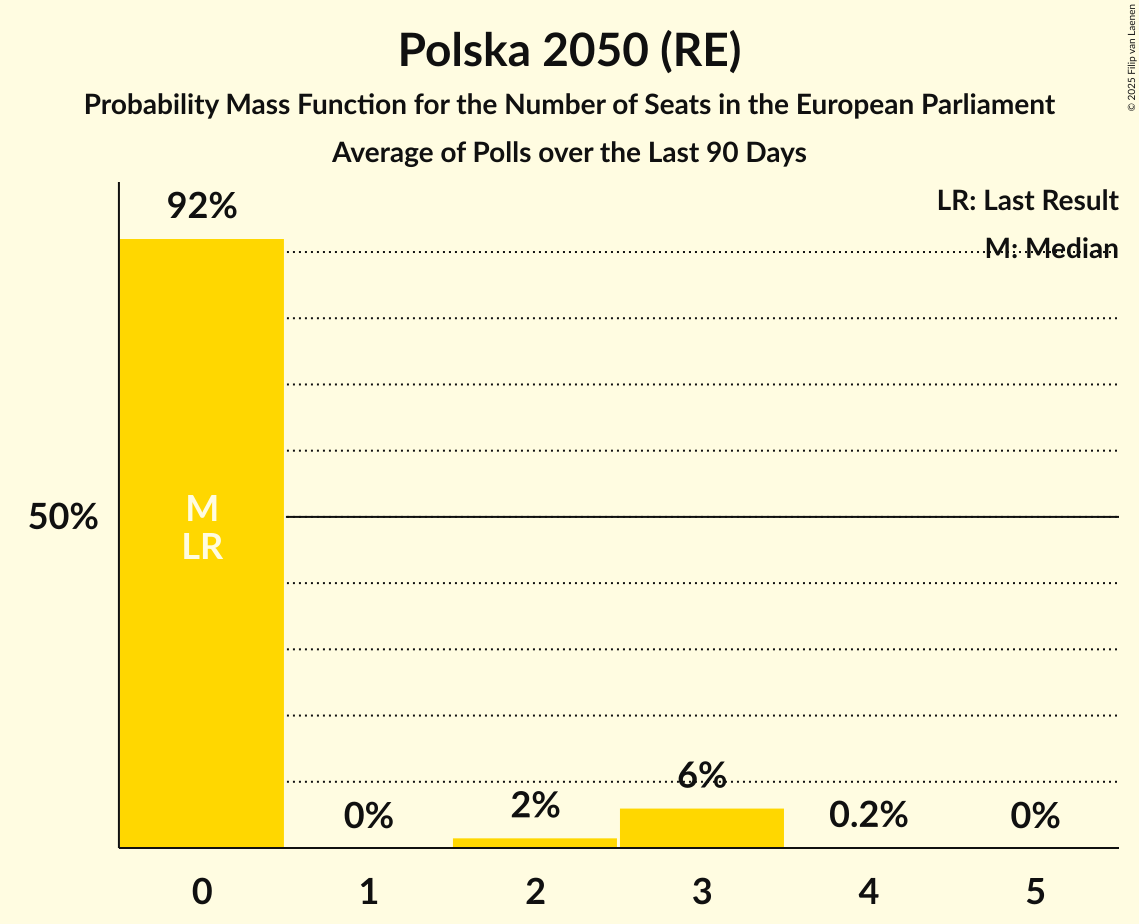 Polska 2050 (RE)
Probability Mass Function for the Number of Seats in the European Parliament
Average of Polls over the Last 90 Days
© 2025 Filip van Laenen
LR: Last Result
M: Median
92%
50%
M
LR
0%
2%
6%
0.2%
0%
0
1
2
3
4
5